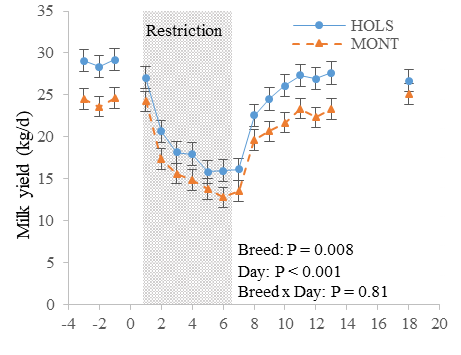 35
30
25
20
15
10
5
0
Milk yield (kg/d)
Restriction
HOLS
MONT
Breed: P = 0.008
Day: P < 0.001
Breed x Day: P = 0.81
-4 -2 0 2 4 6 8 10 12 14 16 18 20